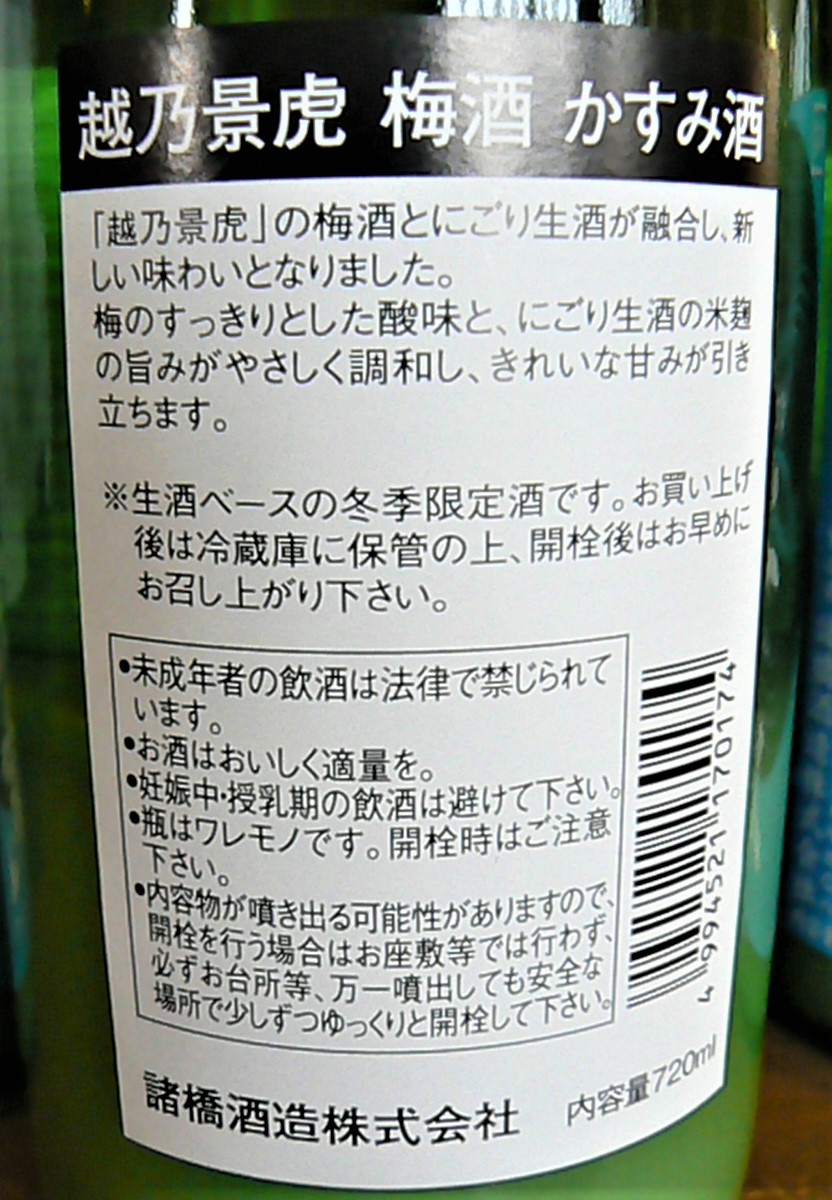 越乃景虎 梅酒 かすみ酒
「越乃景虎」の梅酒とにごり生酒が融合し、新
しい味わいとなりました。
梅のすっきりとした酸味と、にごり生酒の米麹
の旨みがやさしく調和し、きれいな甘みが引き
立ちます。
※生酒ベースの冬季限定酒です。お買い上げ
後は冷蔵庫に保管の上、開栓後はお早めに
お召し上がり下さい。
•未成年者の飲酒は法律で禁じられて
います。
•お酒はおいしく適量を。
•妊娠中・授乳期の飲酒は避けて下さい。
•瓶はワレモノです。開栓時はご注意
下さい。
•内容物が噴き出る可能性がありますので、
開栓を行う場合はお座敷等では行わず、
必ずお台所等、万一噴出しても安全な
場所で少しずつゆっくりと開栓して下さい。
4994521170174
諸橋酒造株式会社
内容量720ml